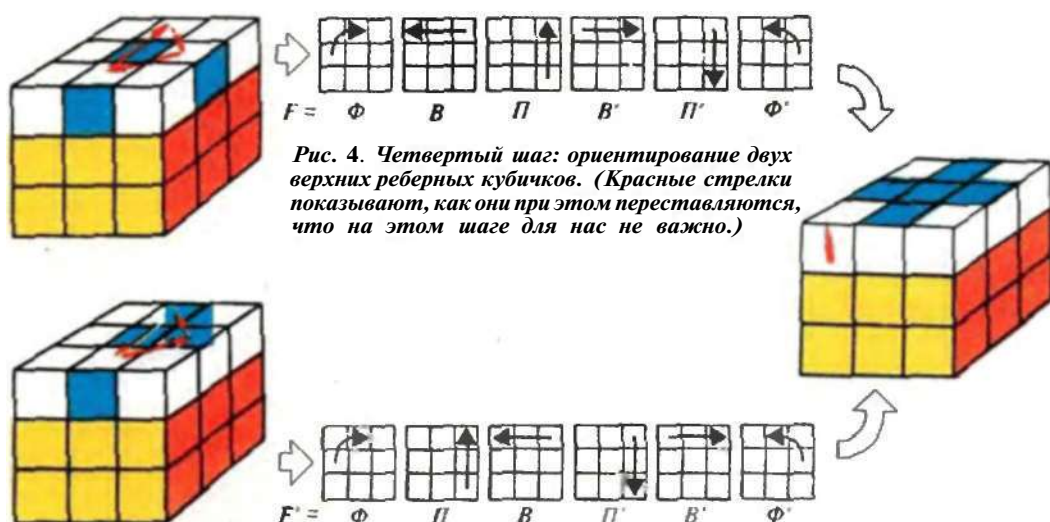 F = Ф В П В' П' Ф'
Рис. 4. Четвертый шаг: ориентирование двух
верхних реберных кубичков. (Красные стрелки
показывают, как они при этом переставляются,
что на этом шаге для нас не важно.)
F' = Ф П В П' В' Ф'